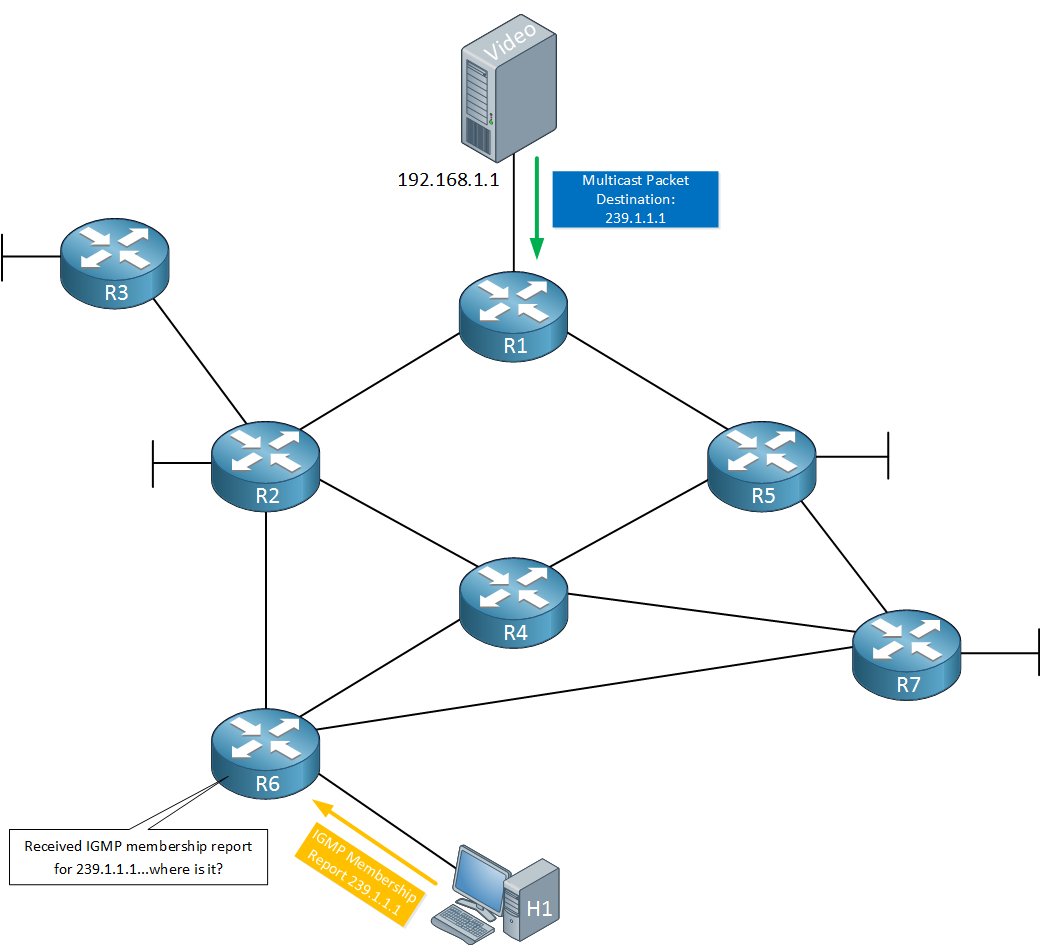 Video
192.168.1.1
Multicast Packet
Destination:
239.1.1.1
R3
R1
R2
R5
R4
R7
R6
Received IGMP membership report
for 239.1.1.1...where is it?
IGMP Membership
Report 239.1.1.1
H1